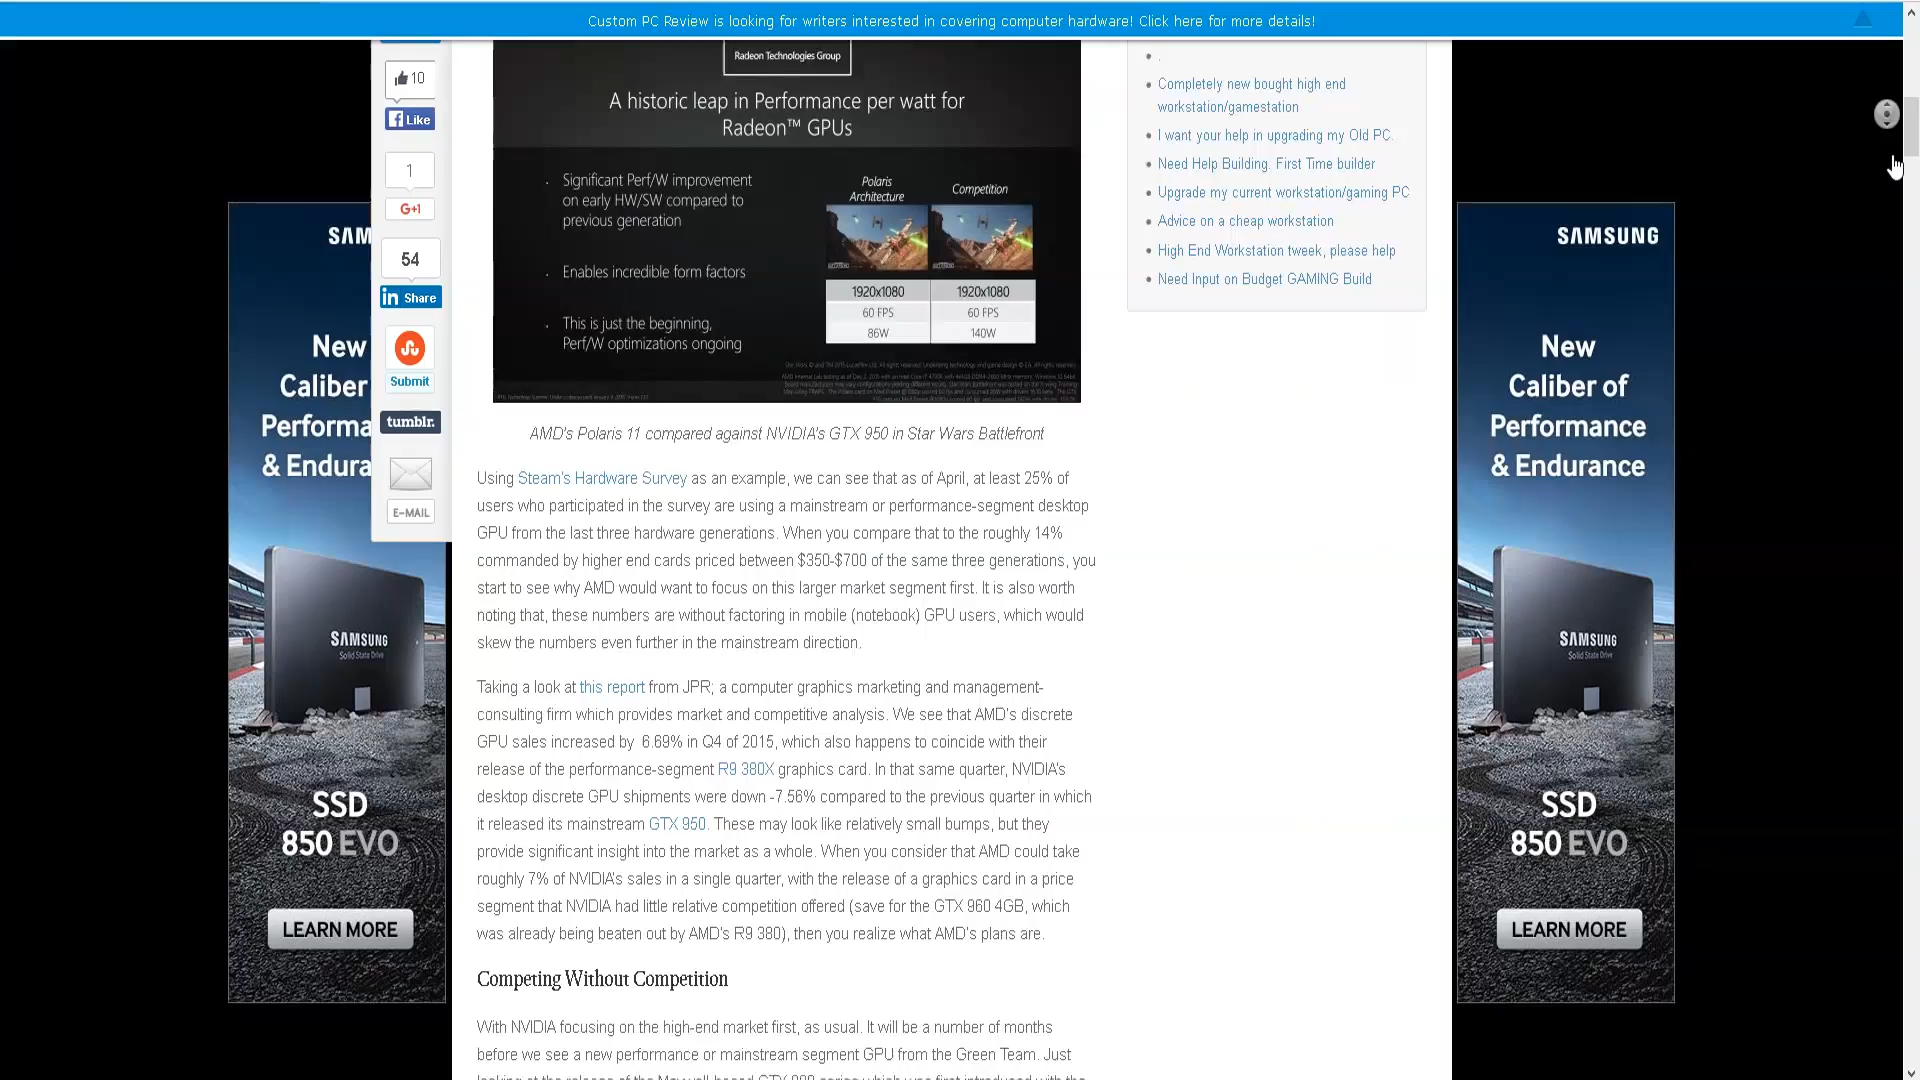 Custom PC Review is looking for writers interested in covering computer hardware! Click here for more details!
10
Like
1
G+1
54
in Share
Submit
tumblr.
E-MAIL
SAM
New
Caliber
Performa
& Endura
SAMSUNG
Solid State Drive
SSD
850 EVO
LEARN MORE
Radeon Technologies Group
A historic leap in Performance per watt for
Radeon™ GPUs
Significant Perf/W improvement
on early HW/SW compared to
previous generation
Enables incredible form factors
This is just the beginning,
Perf/W optimizations ongoing
Polaris
Architecture
Competition
1920x1080 1920x1080
60 FPS 60 FPS
86W 140W
AMD's Polaris 11 compared against NVIDIA's GTX 950 in Star Wars Battlefront
Using Steam's Hardware Survey as an example, we can see that as of April, at least 25% of
users who participated in the survey are using a mainstream or performance-segment desktop
GPU from the last three hardware generations. When you compare that to the roughly 14%
commanded by higher end cards priced between $350-$700 of the same three generations, you
start to see why AMD would want to focus on this larger market segment first. It is also worth
noting that, these numbers are without factoring in mobile (notebook) GPU users, which would
skew the numbers even further in the mainstream direction.
Taking a look at this report from JPR; a computer graphics marketing and management-
consulting firm which provides market and competitive analysis. We see that AMD's discrete
GPU sales increased by 6.69% in Q4 of 2015, which also happens to coincide with their
release of the performance-segment R9 380X graphics card. In that same quarter, NVIDIA's
desktop discrete GPU shipments were down -7.56% compared to the previous quarter in which
it released its mainstream GTX 950. These may look like relatively small bumps, but they
provide significant insight into the market as a whole. When you consider that AMD could take
roughly 7% of NVIDIA's sales in a single quarter, with the release of a graphics card in a price
segment that NVIDIA had little relative competition offered (save for the GTX 960 4GB, which
was already being beaten out by AMD's R9 380), then you realize what AMD's plans are.
Competing Without Competition
With NVIDIA focusing on the high-end market first, as usual. It will be a number of months
before we see a new performance or mainstream segment GPU from the Green Team. Just
.
Completely new bought high end
workstation/gamestation
I want your help in upgrading my Old PC.
Need Help Building. First Time builder
Upgrade my current workstation/gaming PC
Advice on a cheap workstation
High End Workstation tweek, please help
Need Input on Budget GAMING Build
SAMSUNG
New
Caliber of
Performance
& Endurance
SAMSUNG
Solid State Drive
SSD
850 EVO
LEARN MORE